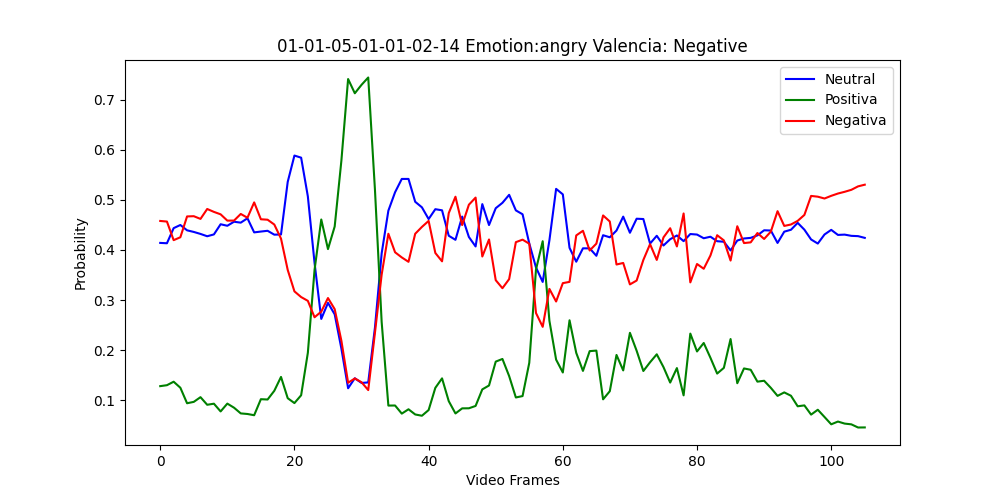 01-01-05-01-01-02-14 Emotion:angry Valencia: Negative
Neutral
Positiva
Negativa
Probability
0.7
0.6
0.5
0.4
0.3
0.2
0.1
0
20
40
60
80
100
Video Frames